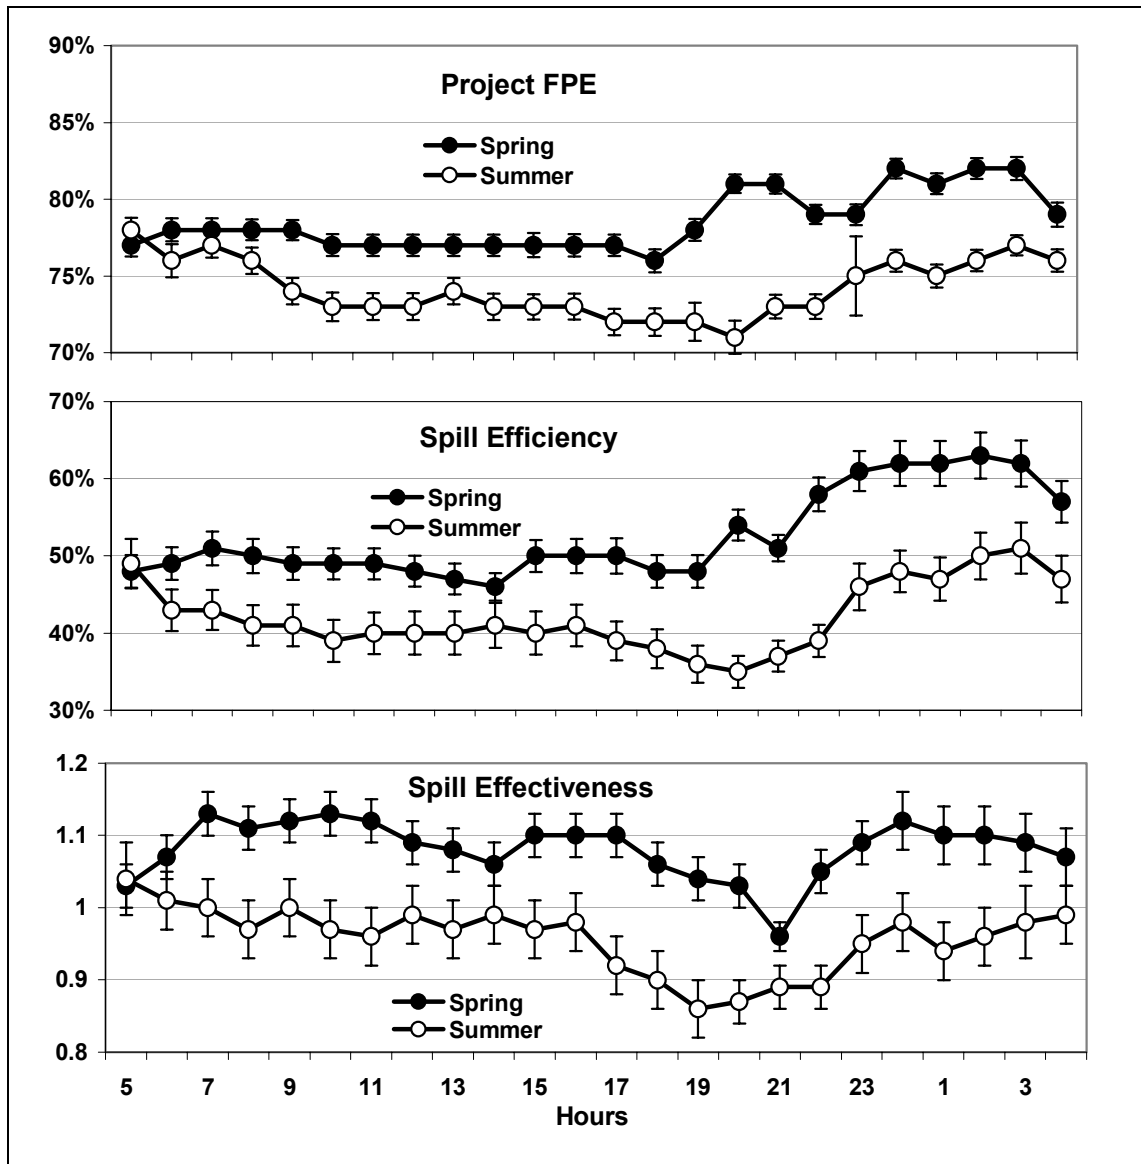 90%
Project FPE
85%
Spring
Summer
80%
75%
70%
70%
Spill Efficiency
60%
Spring
Summer
50%
40%
30%
1.2
Spill Effectiveness
1.1
1
0.9
Spring
Summer
0.8
5 7 9 11 13 15 17 19 21 23 1 3
Hours